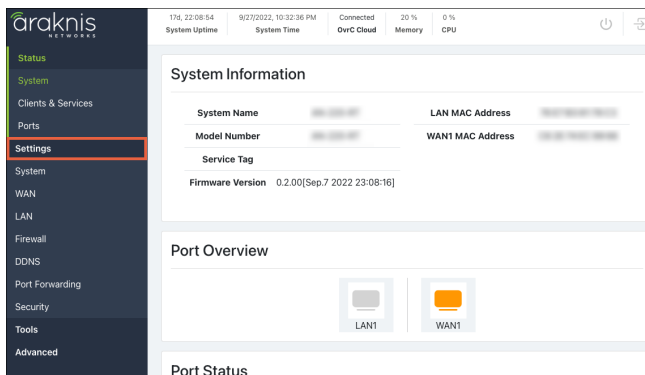 araknis
NETWORKS
17d, 22:08:54 9/27/2022, 10:32:36 PM Connected 20 % 0 %
System Uptime System Time OvrC Cloud Memory CPU
Status
System
Clients & Services
Ports
Settings
System
WAN
LAN
Firewall
DDNS
Port Forwarding
Security
Tools
Advanced
System Information
System Name LAN MAC Address
Model Number WAN1 MAC Address
Service Tag
Firmware Version 0.2.00[Sep.7 2022 23:08:16]
Port Overview
LAN1 WAN1
Port Status